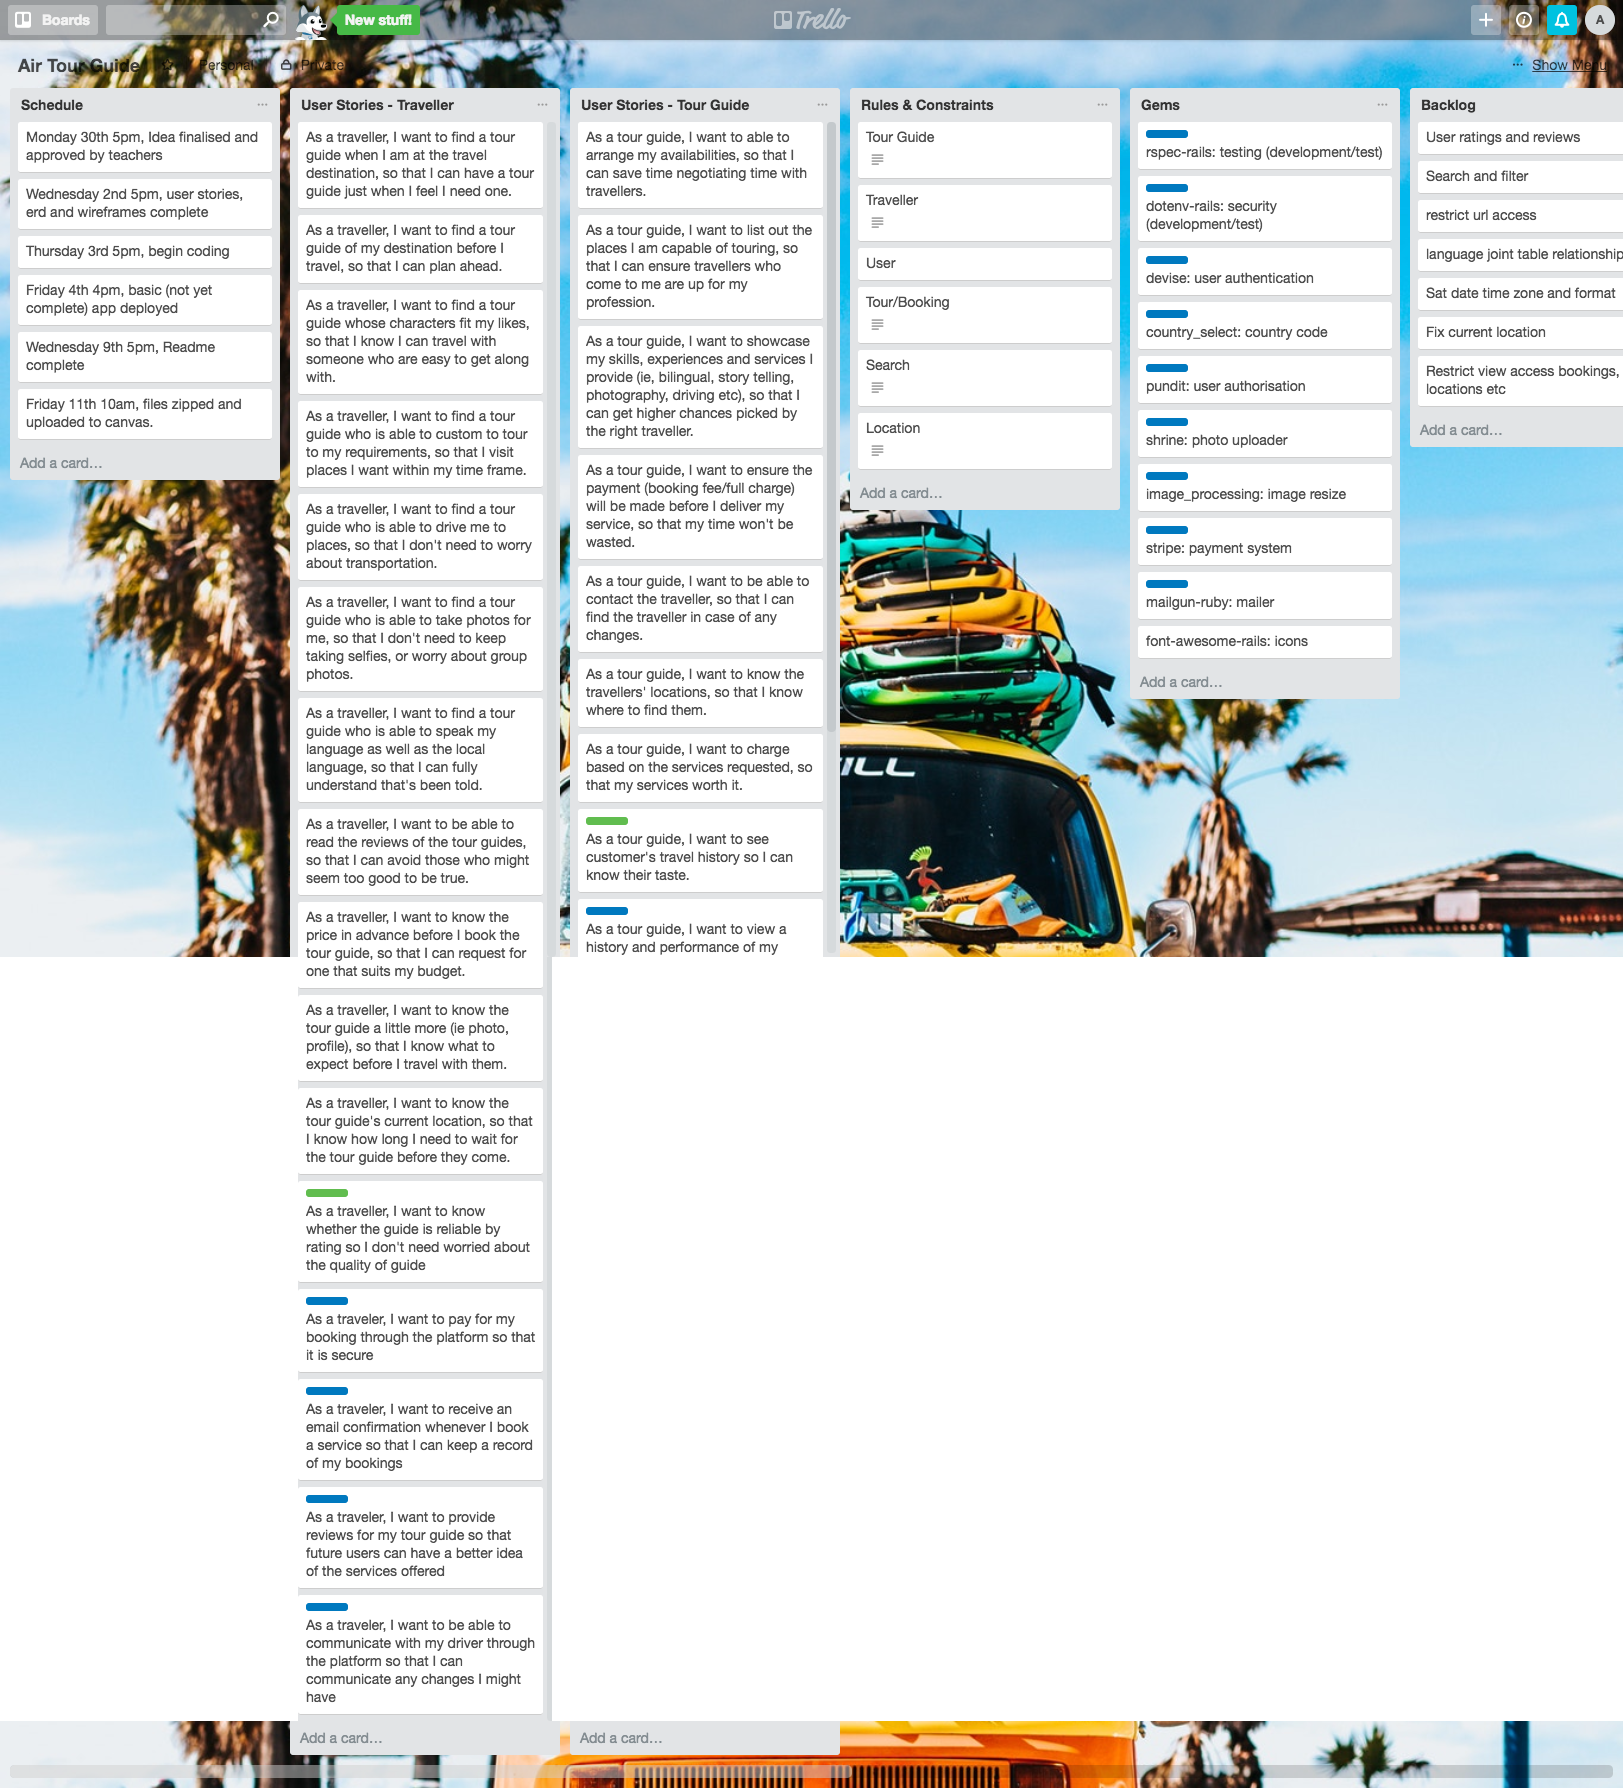 Boards
New stuff!
Trello
A
Air Tour Guide
Personal
Private
Show Menu
Schedule
Monday 30th 5pm, Idea finalised and
approved by teachers
Wednesday 2nd 5pm, user stories,
erd and wireframes complete
Thursday 3rd 5pm, begin coding
Friday 4th 4pm, basic (not yet
complete) app deployed
Wednesday 9th 5pm, Readme
complete
Friday 11th 10am, files zipped and
uploaded to canvas.
Add a card...
User Stories - Traveller
As a traveller, I want to find a tour
guide when I am at the travel
destination, so that I can have a tour
guide just when I feel I need one.
As a traveller, I want to find a tour
guide of my destination before I
travel, so that I can plan ahead.
As a traveller, I want to find a tour
guide whose characters fit my likes,
so that I know I can travel with
someone who are easy to get along
with.
As a traveller, I want to find a tour
guide who is able to custom to tour
to my requirements, so that I visit
places I want within my time frame.
As a traveller, I want to find a tour
guide who is able to drive me to
places, so that I don't need to worry
about transportation.
As a traveller, I want to find a tour
guide who is able to take photos for
me, so that I don't need to keep
taking selfies, or worry about group
photos.
As a traveller, I want to find a tour
guide who is able to speak my
language as well as the local
language, so that I can fully
understand that's been told.
As a traveller, I want to be able to
read the reviews of the tour guides,
so that I can avoid those who might
seem too good to be true.
As a traveller, I want to know the
price in advance before I book the
tour guide, so that I can request for
one that suits my budget.
As a traveller, I want to know the
tour guide a little more (ie photo,
profile), so that I know what to
expect before I travel with them.
As a traveller, I want to know the
tour guide's current location, so that
I know how long I need to wait for
the tour guide before they come.
As a traveller, I want to know
whether the guide is reliable by
rating so I don't need worried about
the quality of guide
As a traveler, I want to pay for my
booking through the platform so that
it is secure
As a traveler, I want to receive an
email confirmation whenever I book
a service so that I can keep a record
of my bookings
As a traveler, I want to provide
reviews for my tour guide so that
future users can have a better idea
of the services offered
As a traveler, I want to be able to
communicate with my driver through
the platform so that I can
communicate any changes I might
have
Add a card...
User Stories - Tour Guide
As a tour guide, I want to able to
arrange my availabilities, so that I
can save time negotiating time with
travellers.
As a tour guide, I want to list out the
places I am capable of touring, so
that I can ensure travellers who
come to me are up for my
profession.
As a tour guide, I want to showcase
my skills, experiences and services I
provide (ie, bilingual, story telling,
photography, driving etc), so that I
can get higher chances picked by
the right traveller.
As a tour guide, I want to ensure the
payment (booking fee/full charge)
will be made before I deliver my
service, so that my time won't be
wasted.
As a tour guide, I want to be able to
contact the traveller, so that I can
find the traveller in case of any
changes.
As a tour guide, I want to know the
travellers' locations, so that I know
where to find them.
As a tour guide, I want to charge
based on the services requested, so
that my services worth it.
As a tour guide, I want to see
customer's travel history so I can
know their taste.
As a tour guide, I want to view a
history and performance of my
Add a card...
Rules & Constraints
Tour Guide
Traveller
User
Tour/Booking
Search
Location
Add a card...
Gems
rspec-rails: testing (development/test)
dotenv-rails: security
(development/test)
devise: user authentication
country_select: country code
pundit: user authorisation
shrine: photo uploader
image_processing: image resize
stripe: payment system
mailgun-ruby: mailer
font-awesome-rails: icons
Add a card...
Backlog
User ratings and reviews
Search and filter
restrict url access
language joint table relationship
Sat date time zone and format
Fix current location
Restrict view access bookings,
locations etc
Add a card...